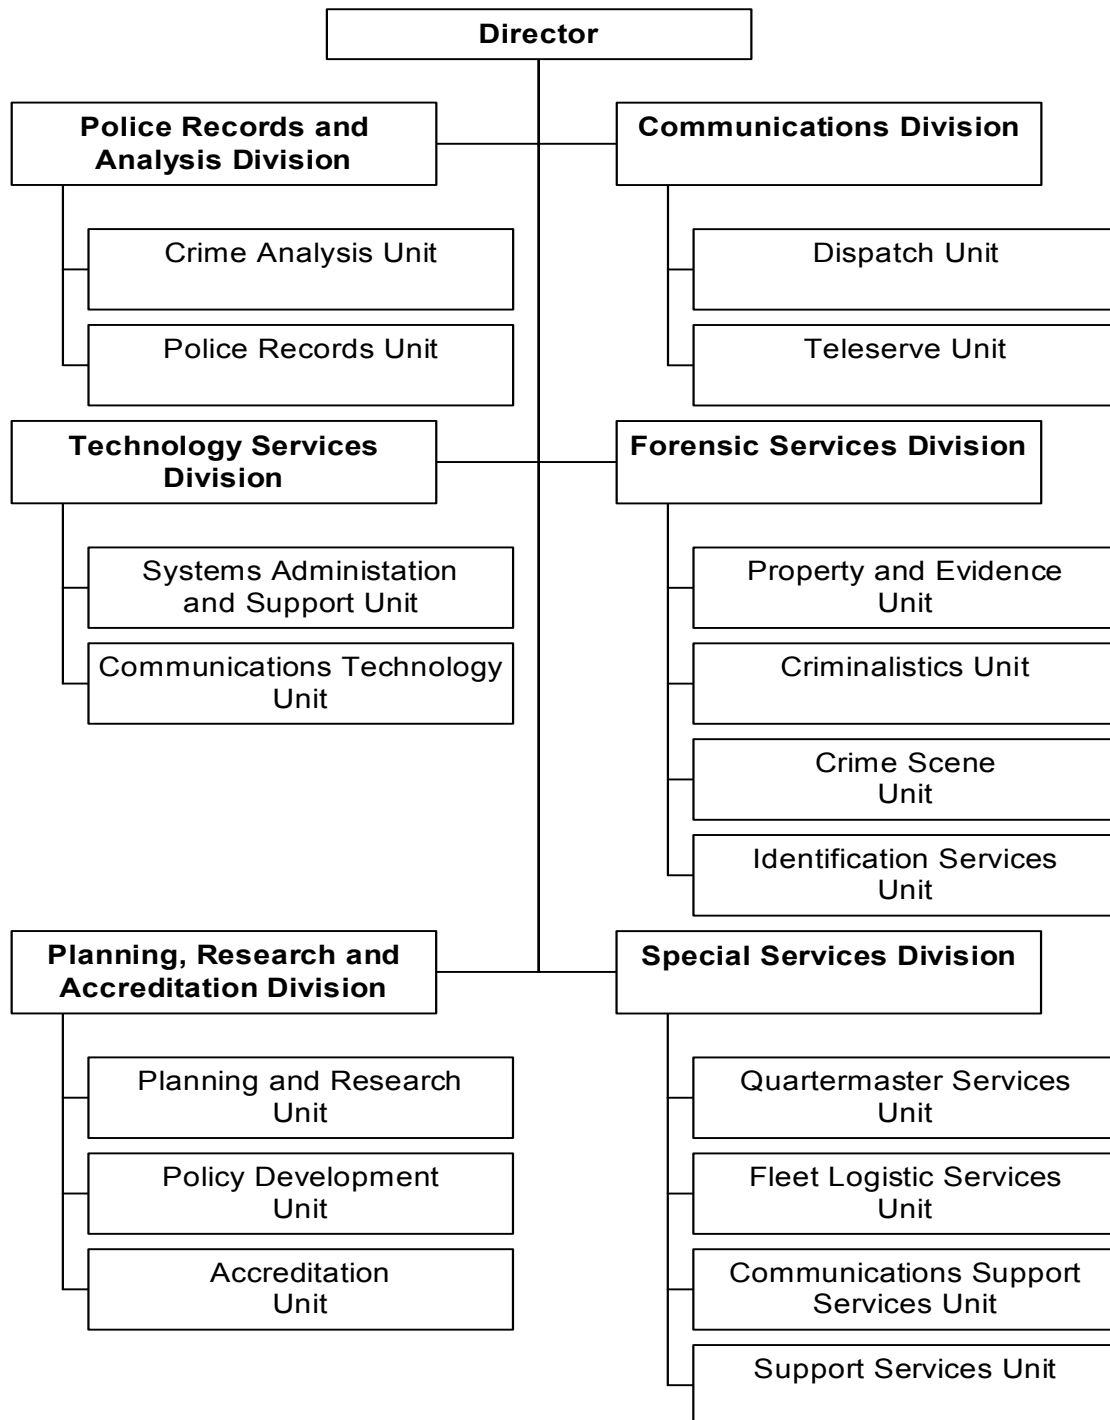 Director
Police Records and
Analysis Division
Crime Analysis Unit
Police Records Unit
Communications Division
Dispatch Unit
Teleserve Unit
Technology Services
Division
Systems Administation
and Support Unit
Communications Technology
Unit
Forensic Services Division
Property and Evidence
Unit
Criminalistics Unit
Crime Scene
Unit
Identification Services
Unit
Planning, Research and
Accreditation Division
Planning and Research
Unit
Policy Development
Unit
Accreditation
Unit
Special Services Division
Quartermaster Services
Unit
Fleet Logistic Services
Unit
Communications Support
Services Unit
Support Services Unit